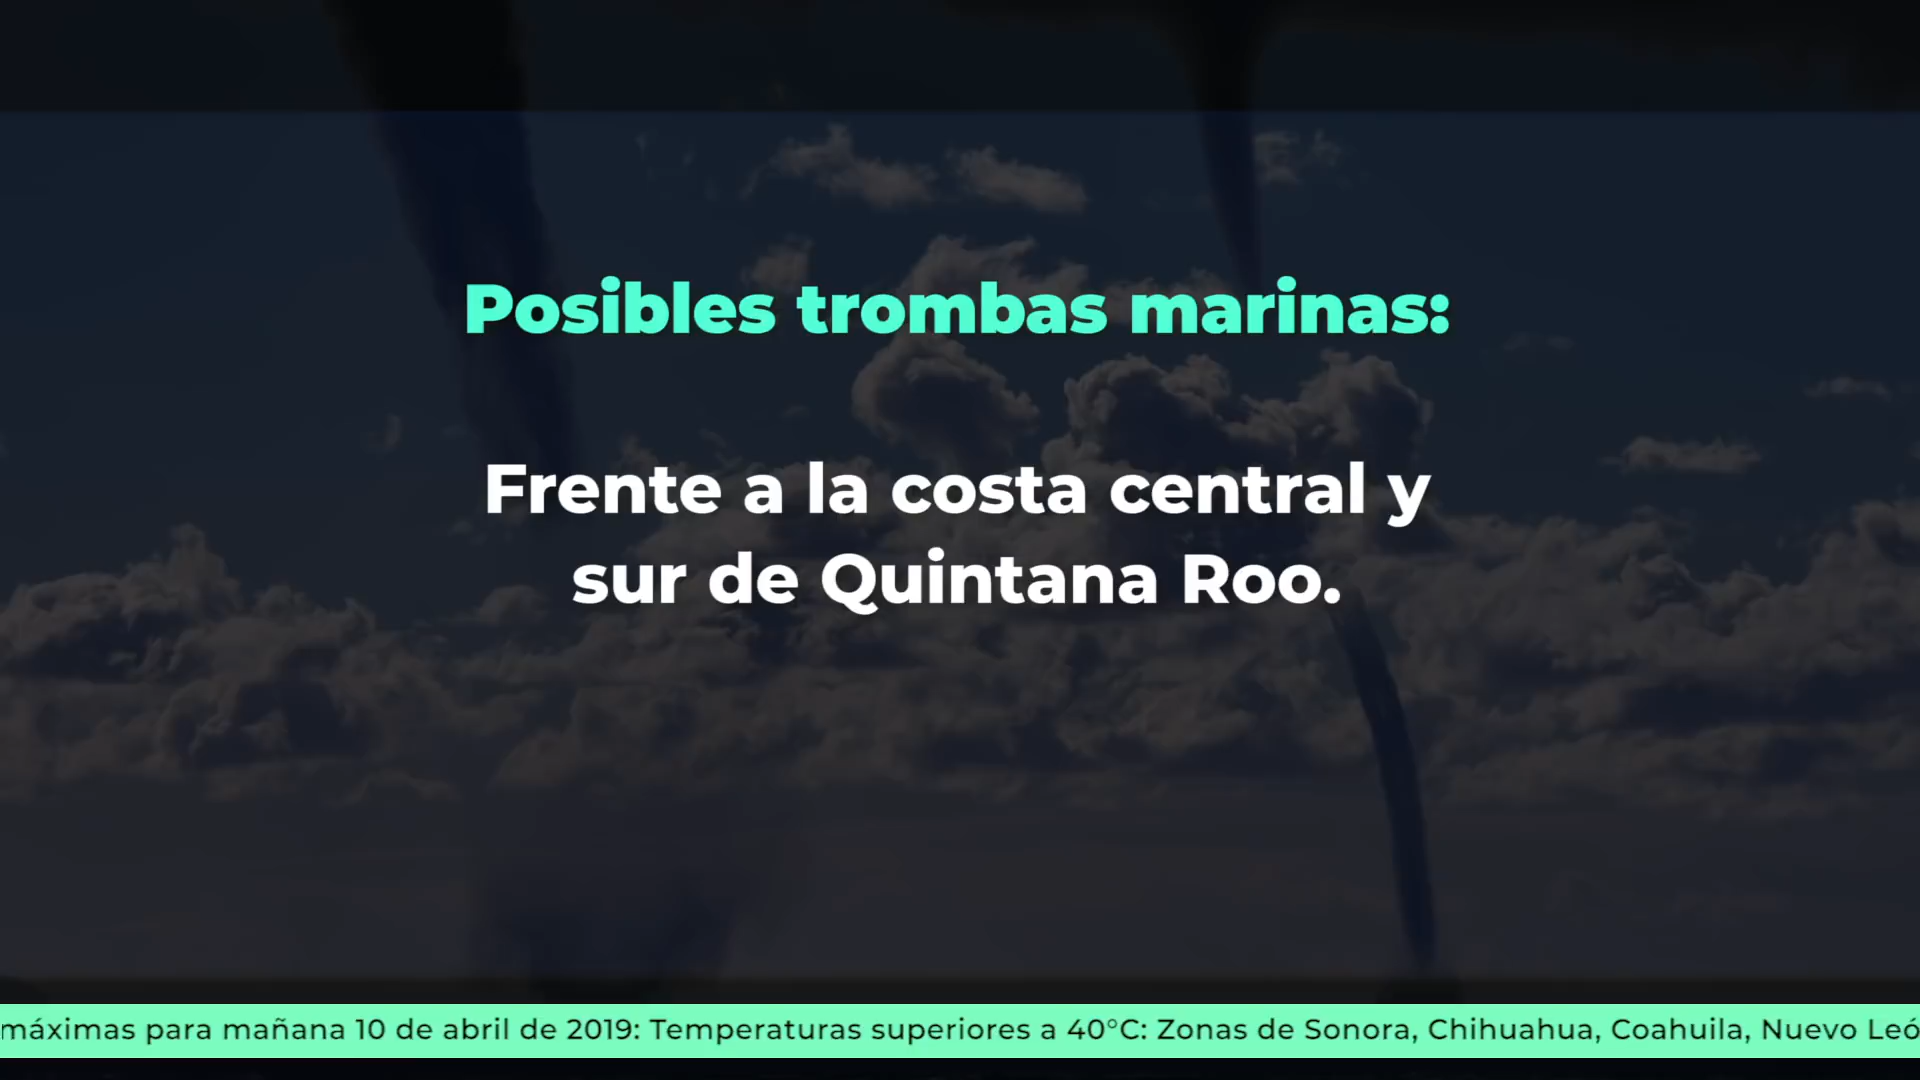 Posibles trombas marinas:
Frente a la costa central y
sur de Quintana Roo.
máximas para mañana 10 de abril de 2019: Temperaturas superiores a 40°C: Zonas de Sonora, Chihuahua, Coahuila, Nuevo Leó